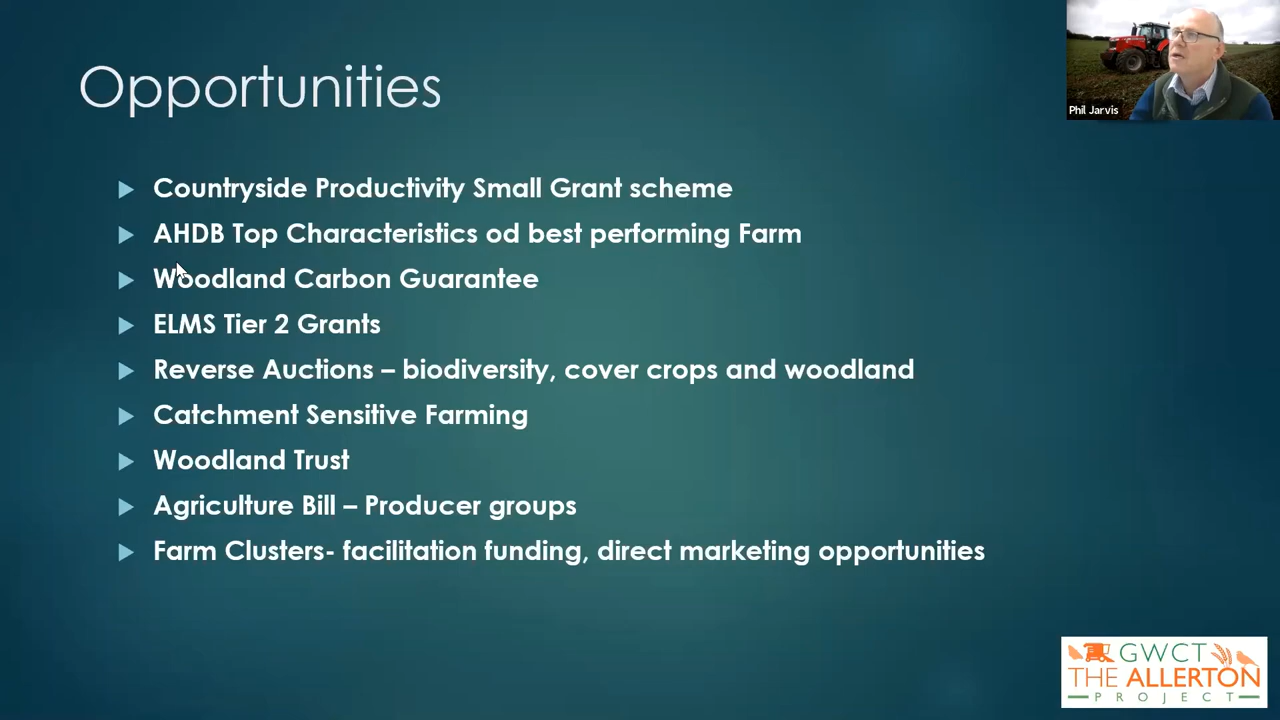 Opportunities
Phil Jarvis
Countryside Productivity Small Grant scheme
AHDB Top Characteristics od best performing Farm
Woodland Carbon Guarantee
ELMS Tier 2 Grants
Reverse Auctions – biodiversity, cover crops and woodland
Catchment Sensitive Farming
Woodland Trust
Agriculture Bill – Producer groups
Farm Clusters- facilitation funding, direct marketing opportunities
GWCT
THE ALLERTON
PROJECT